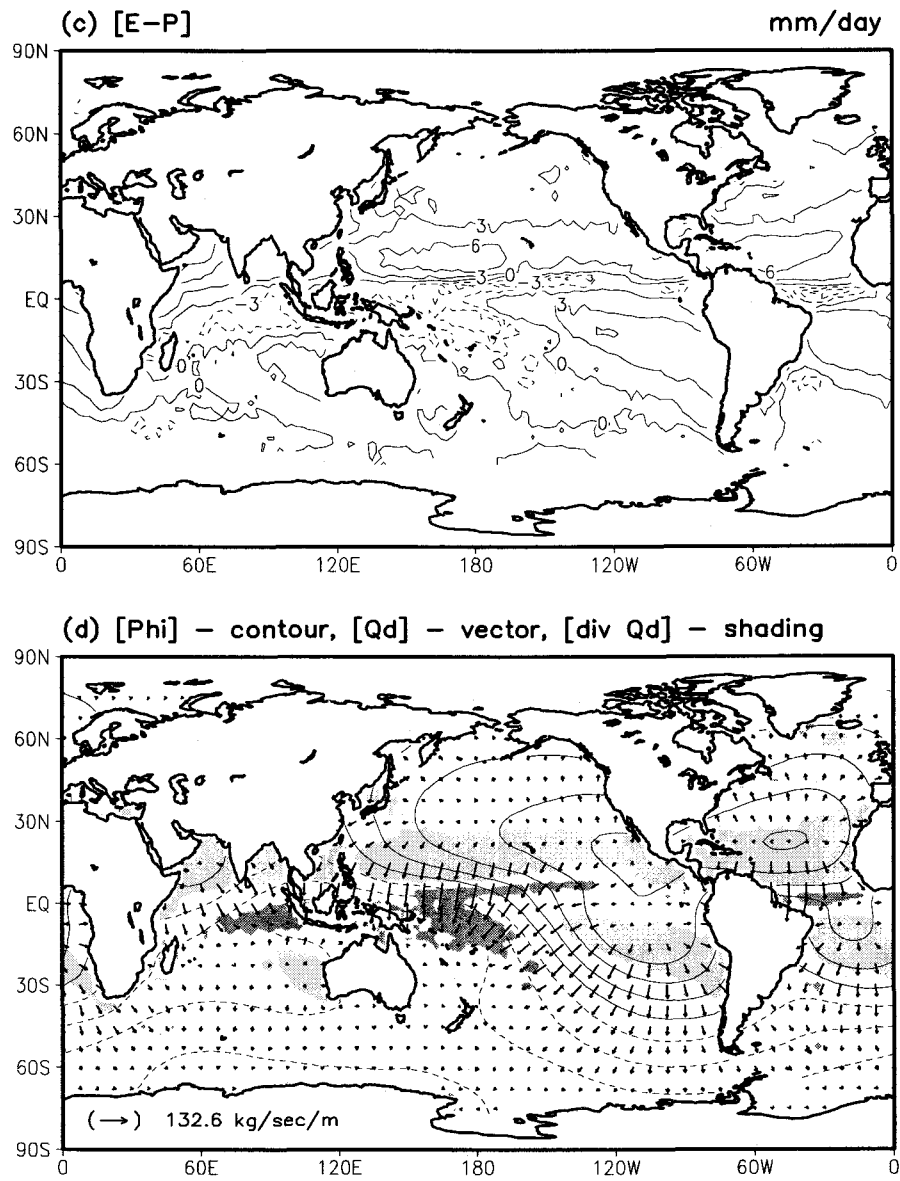 (c) [E-P] mm/day
90N
60N
30N
EQ
30S
60S
90S
3
6
3
0
-3
-3
3
6
0
0
0
0
0 60E 120E 180 120W 60W 0
(d) [Phi] - contour, [Qd] - vector, [div Qd] - shading
90N
60N
30N
EQ
30S
60S
90S
(→) 132.6 kg/sec/m
0 60E 120E 180 120W 60W 0